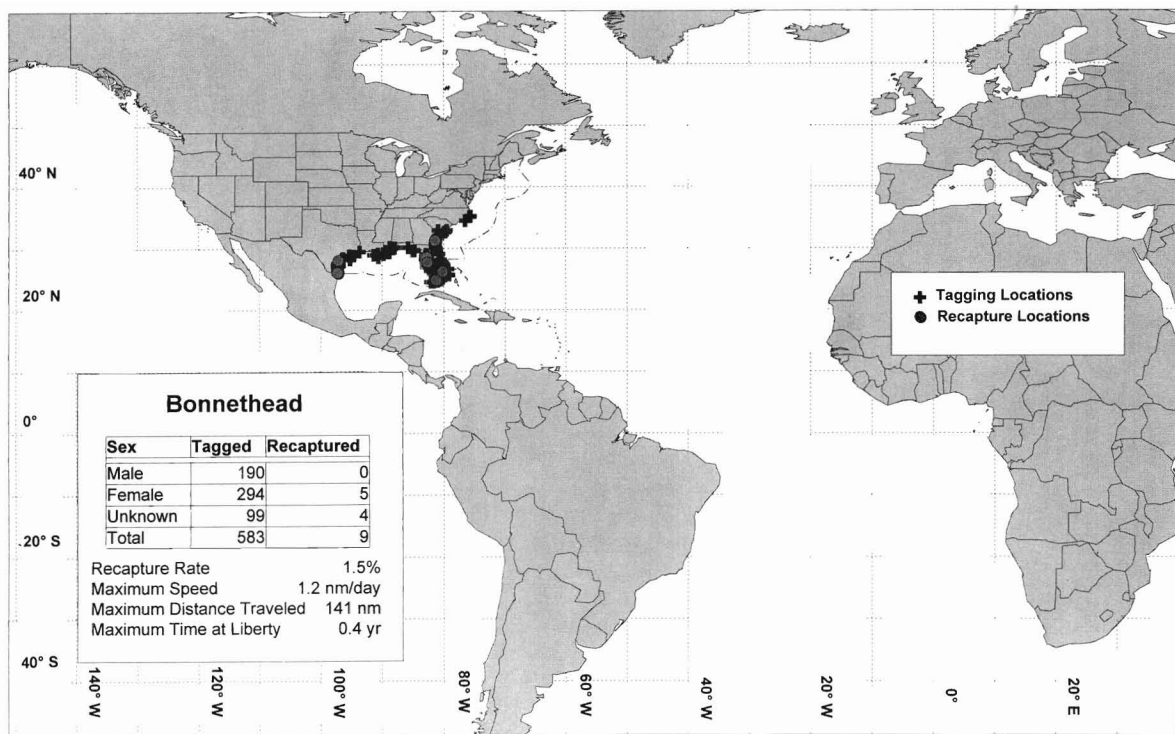 40° N
20° N
0°
20° S
40° S
Tagging Locations
Recapture Locations
Bonnethead
Sex Tagged Recaptured
Male 190 0
Female 294 5
Unknown 99 4
Total 583 9
Recapture Rate 1.5%
Maximum Speed 1.2 nm/day
Maximum Distance Traveled 141 nm
Maximum Time at Liberty 0.4 yr
140° W
120° W
80° W
60° W
40° W
20° W
0°
20° E